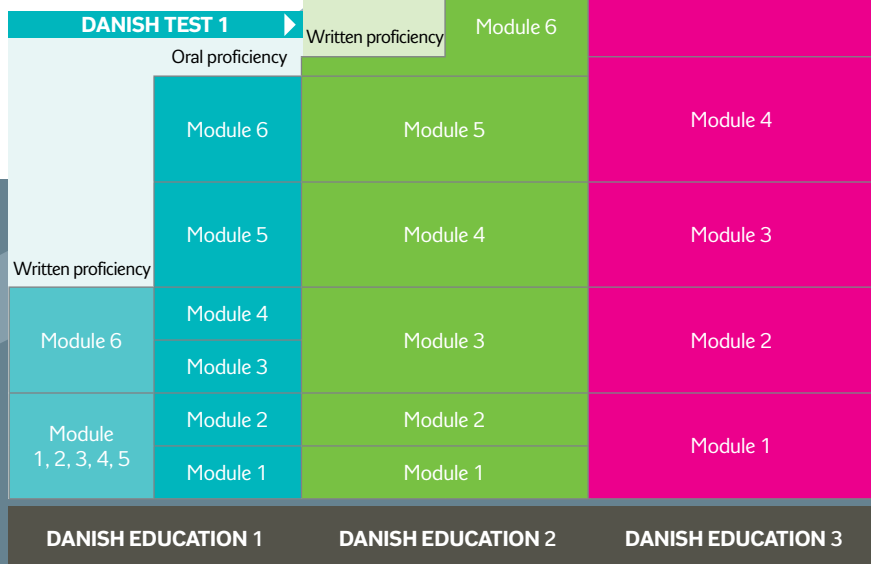 DANISH TEST 1
Written proficiency
Module 6
Oral proficiency
Module 6
Module 5
Module 4
Module 5
Module 4
Module 3
Written proficiency
Module 6
Module 4
Module 3
Module 3
Module 2
Module
1, 2, 3, 4, 5
Module 2
Module 1
Module 2
Module 1
Module 1
DANISH EDUCATION 1
DANISH EDUCATION 2
DANISH EDUCATION 3